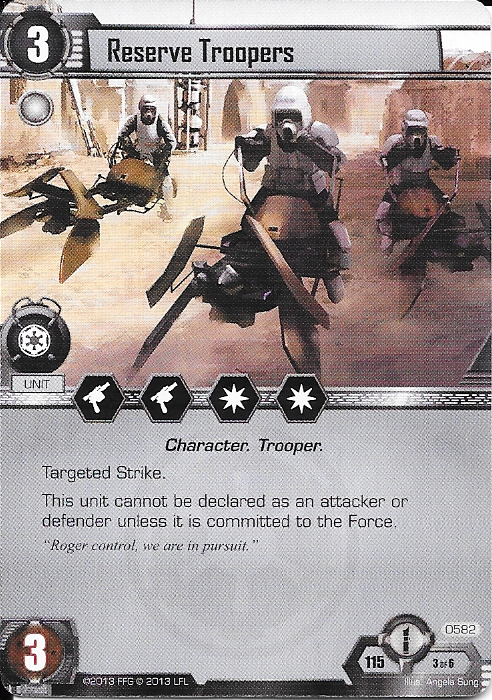 3
Reserve Troopers
UNIT
Character. Trooper.
Targeted Strike.
This unit cannot be declared as an attacker or
defender unless it is committed to the Force.
“Roger control, we are in pursuit.”
0582
3
115
3 of 6
©2013 FFG © 2013 LFL
Illus. Angela Sung